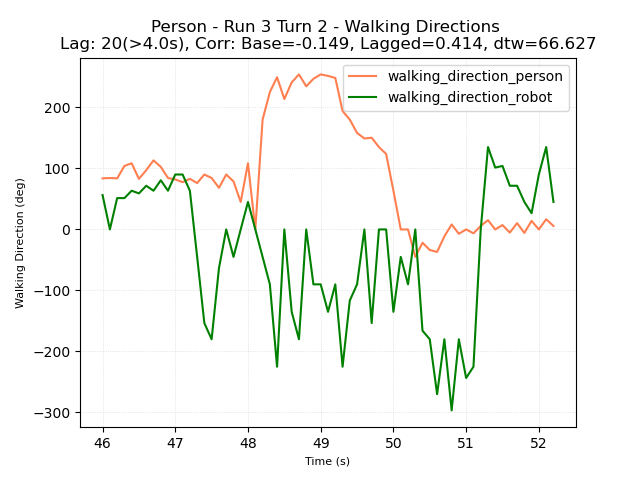 Person - Run 3 Turn 2 - Walking Directions
Lag: 20(>4.0s), Corr: Base=-0.149, Lagged=0.414, dtw=66.627
walking_direction_person
walking_direction_robot
Walking Direction (deg)
200
100
0
−100
−200
−300
46 47 48 49 50 51 52
Time (s)